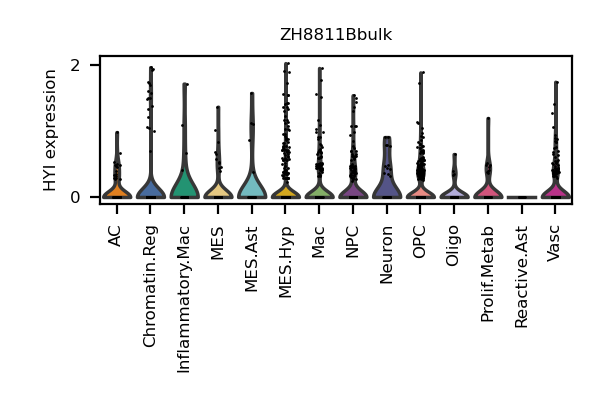 ZH8811Bbulk
HYI expression
2
0
AC
Chromatin.Reg
Inflammatory.Mac
MES
MES.Ast
MES.Hyp
Mac
NPC
Neuron
OPC
Oligo
Prolif.Metab
Reactive.Ast
Vasc